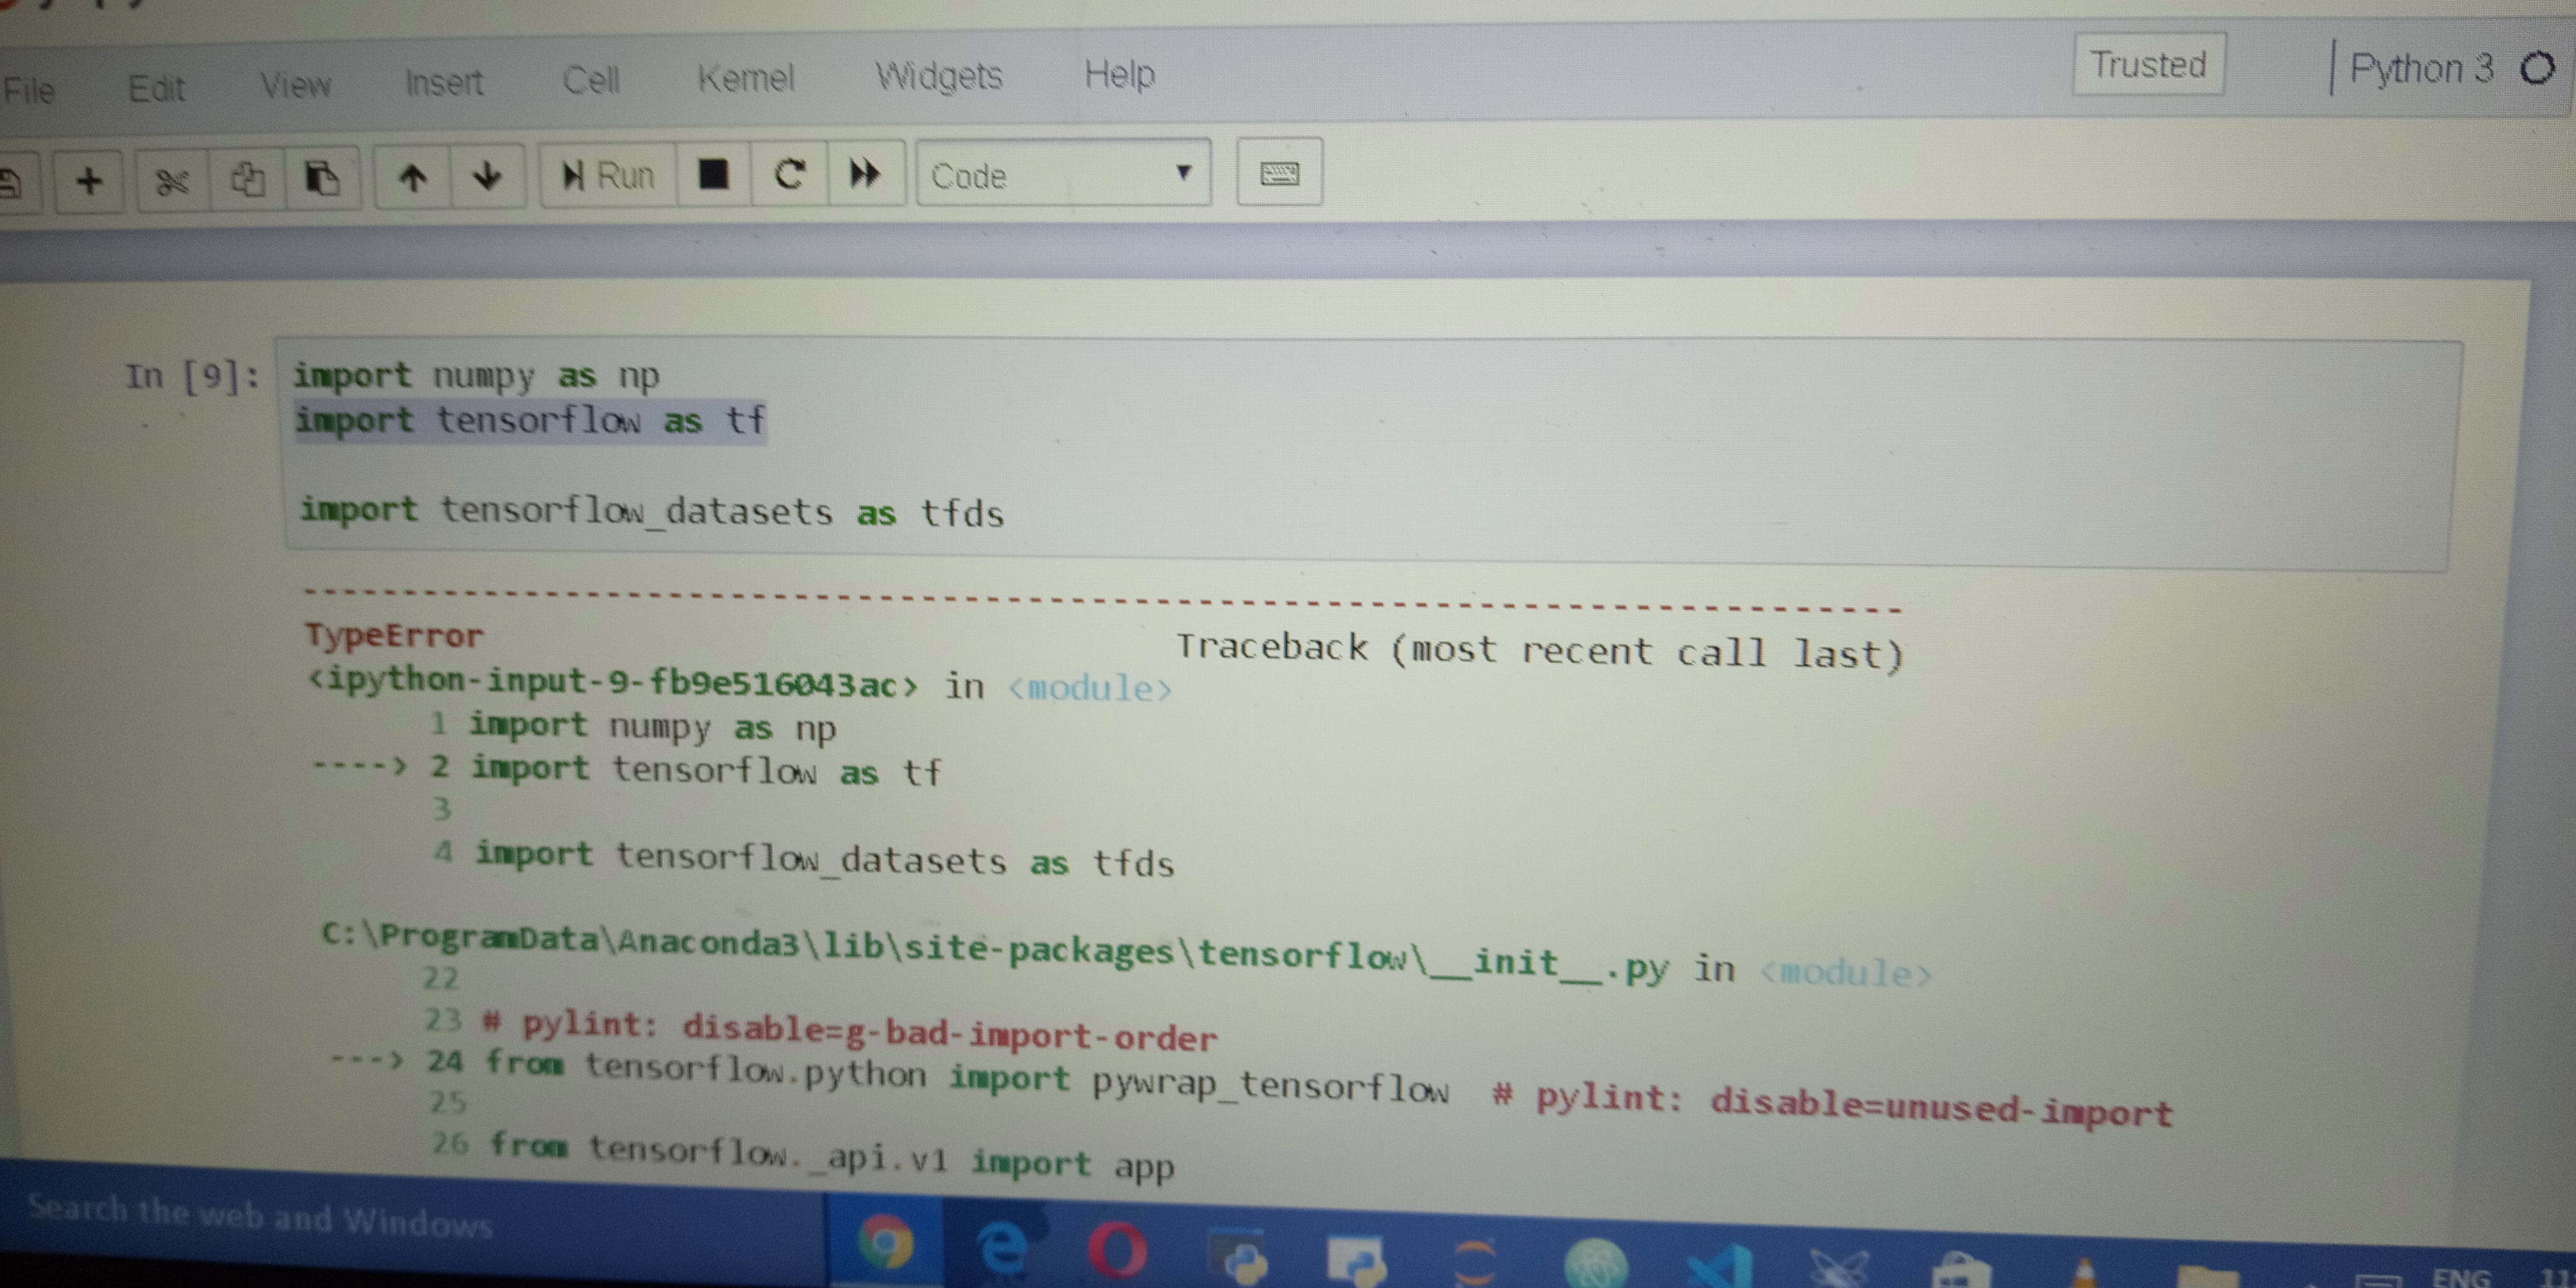 File Edit View Insert Cell Kernel Widgets Help Trusted Python 3
Run Code
In [9]: import numpy as np
import tensorflow as tf
import tensorflow_datasets as tfds
---------------------------------------------------------------------------
TypeError Traceback (most recent call last)
<ipython-input-9-fb9e516043ac> in <module>
1 import numpy as np
----> 2 import tensorflow as tf
3
4 import tensorflow_datasets as tfds
C:\ProgramData\Anaconda3\lib\site-packages\tensorflow\__init__.py in <module>
22
23 # pylint: disable=g-bad-import-order
---> 24 from tensorflow.python import pywrap_tensorflow # pylint: disable=unused-import
25
26 from tensorflow._api.v1 import app
Search the web and Windows
ENG